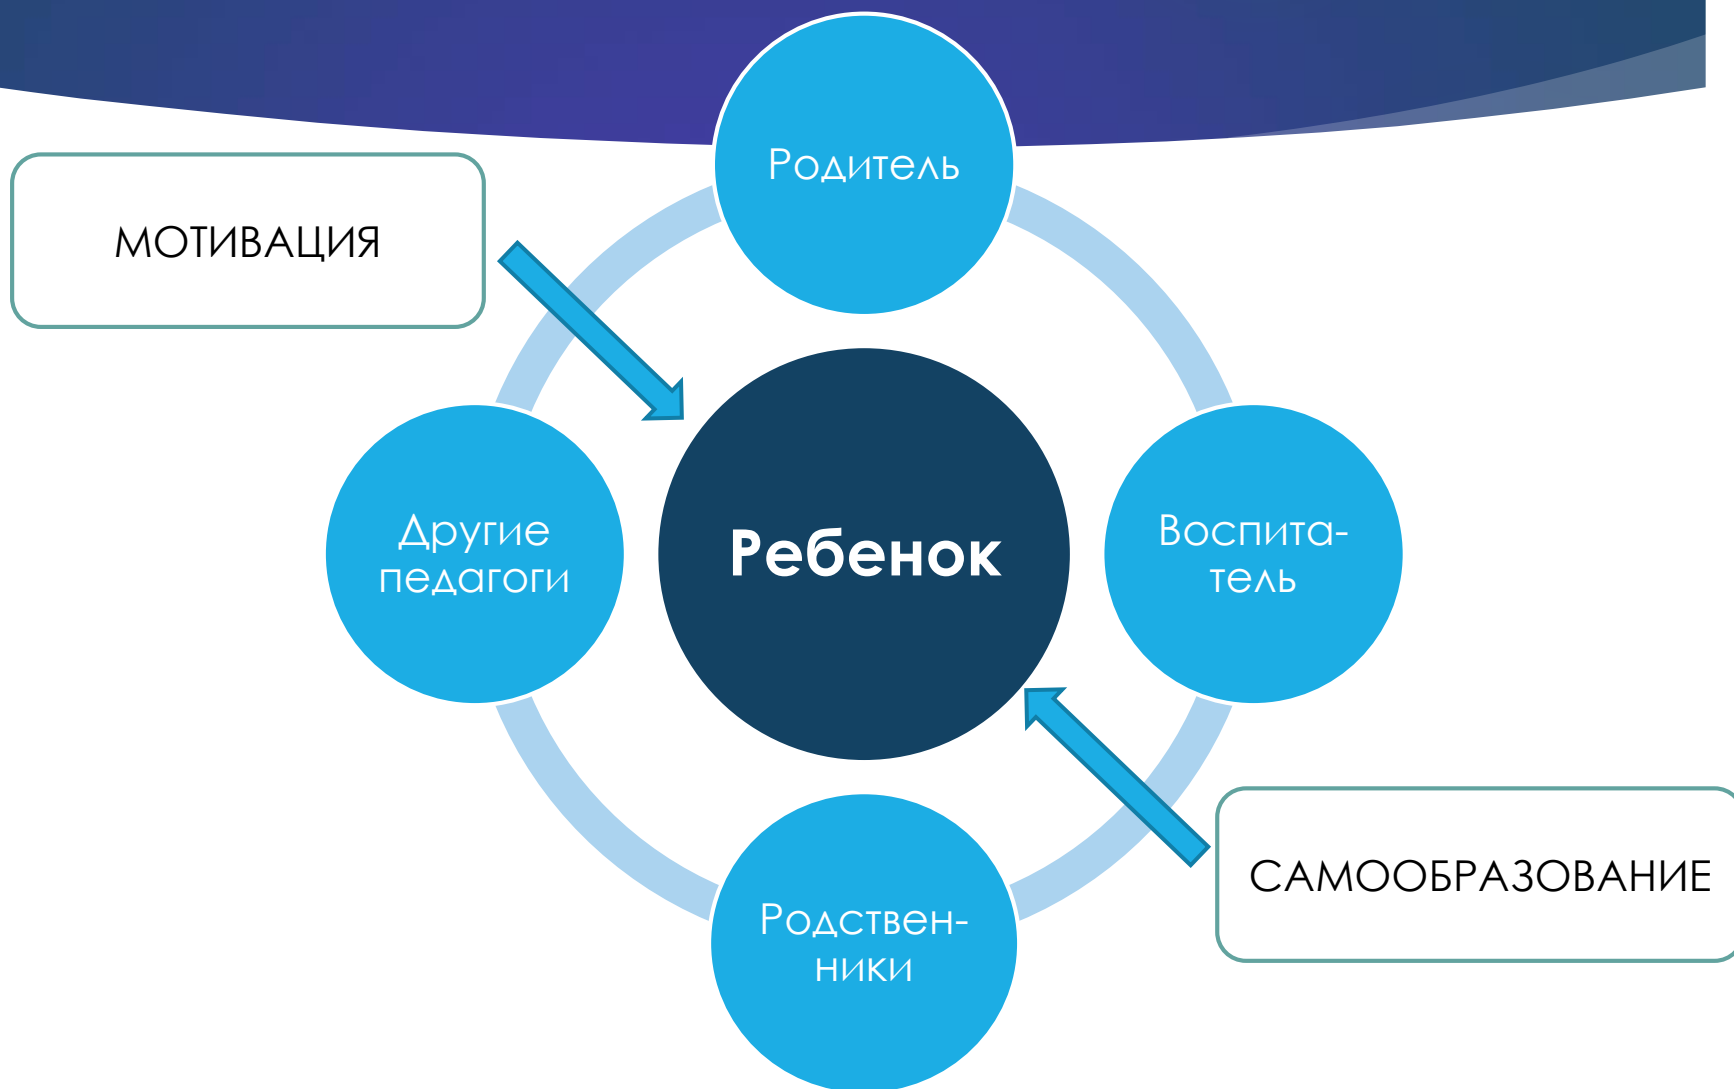 Родитель
МОТИВАЦИЯ
Другие
педагоги
Ребенок
Воспита-
тель
САМООБРАЗОВАНИЕ
Родствен-
ники